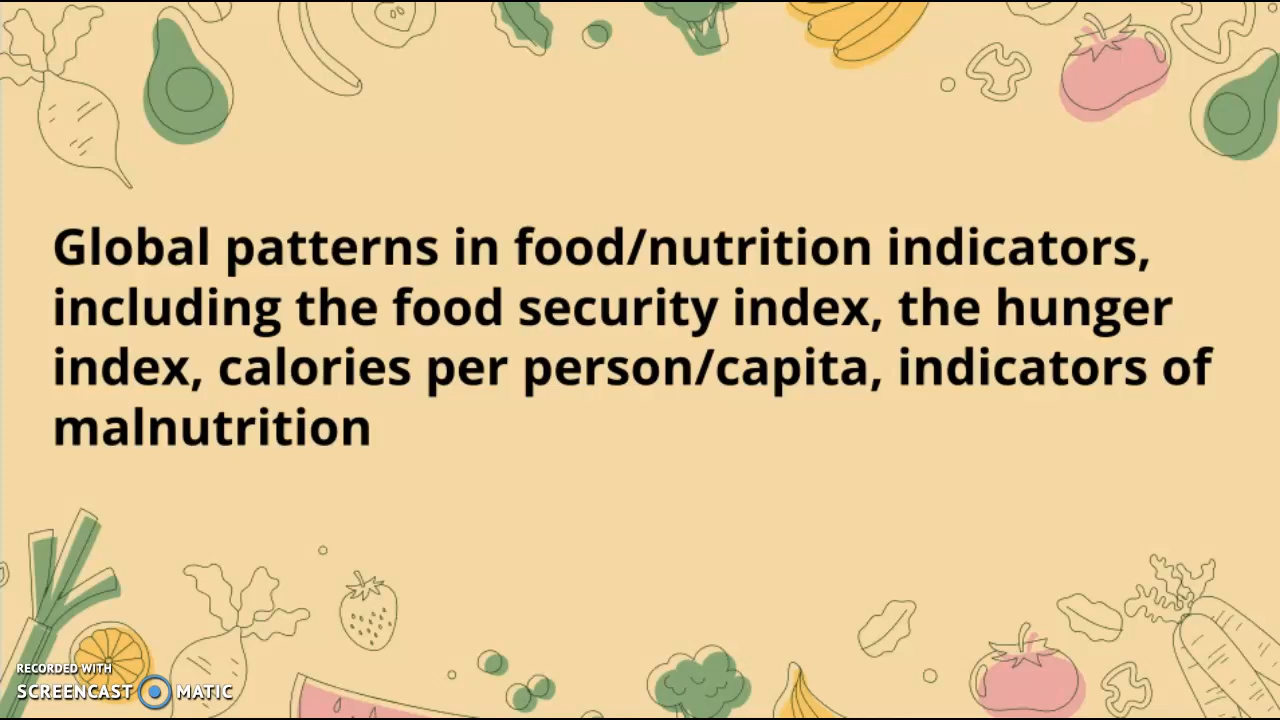 Global patterns in food/nutrition indicators,
including the food security index, the hunger
index, calories per person/capita, indicators of
malnutrition
RECORDED WITH
SCREENCAST MATIC